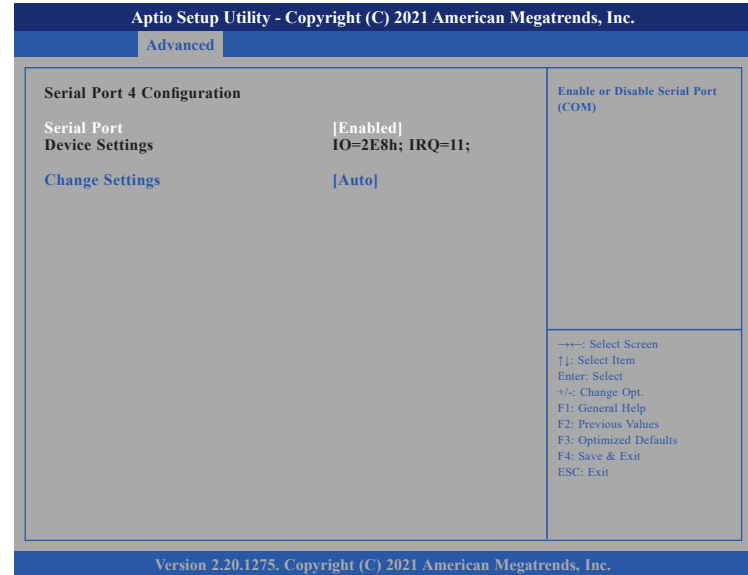 Aptio Setup Utility - Copyright (C) 2021 American Megatrends, Inc.
Advanced
Serial Port 4 Configuration
Serial Port [Enabled]
Device Settings IO=2E8h; IRQ=11;
Change Settings [Auto]
Enable or Disable Serial Port
(COM)
→←: Select Screen
↑↓: Select Item
Enter: Select
+/-: Change Opt.
F1: General Help
F2: Previous Values
F3: Optimized Defaults
F4: Save & Exit
ESC: Exit
Version 2.20.1275. Copyright (C) 2021 American Megatrends, Inc.